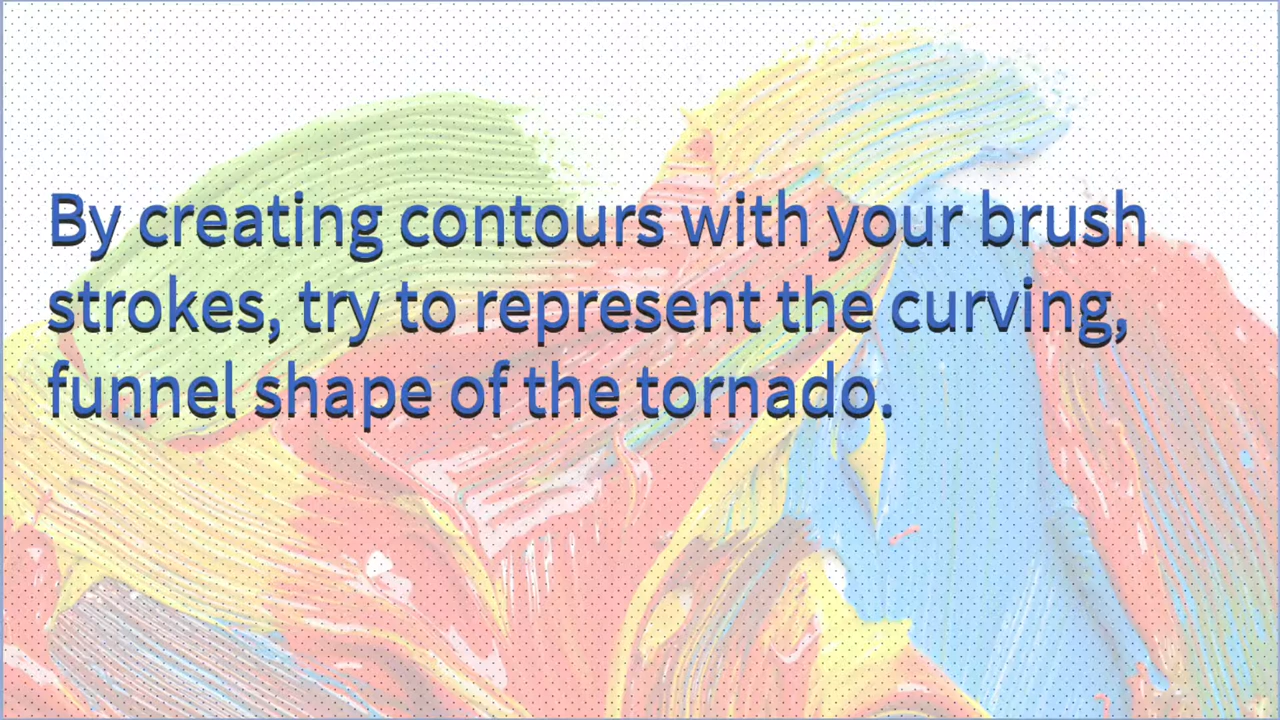 By creating contours with your brush
strokes, try to represent the curving,
funnel shape of the tornado.